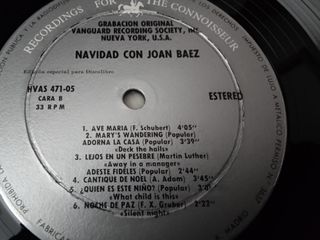 RECORDINGS FOR THE CONNOISSEUR
GRABACION ORIGINAL
VANGUARD RECORDING SOCIETY, INC
NUEVA YORK, U.S.A.
NAVIDAD CON JOAN BAEZ
Edición especial para Discolibro
HVAS 471-05
CARA B
33 RPM
ESTEREO
1. AVE MARIA (F. Schubert) 4'05"
2. MARY'S WANDERING (Popular)
ADORNA LA CASA (Popular) 3'39"
«Deck the halls»
3. LEJOS EN UN PESEBRE (Martin Luther)
«Away in a manager»
ADESTE FIDELES (Popular) 2'44"
4. CANTIQUE DE NOEL (A. Adam) 3'45
5. ¿QUIEN ES ESTE NIÑO? (Popular)
«What child is this»
6. NOCHE DE PAZ (F. X. Gruber)
«Silent night»